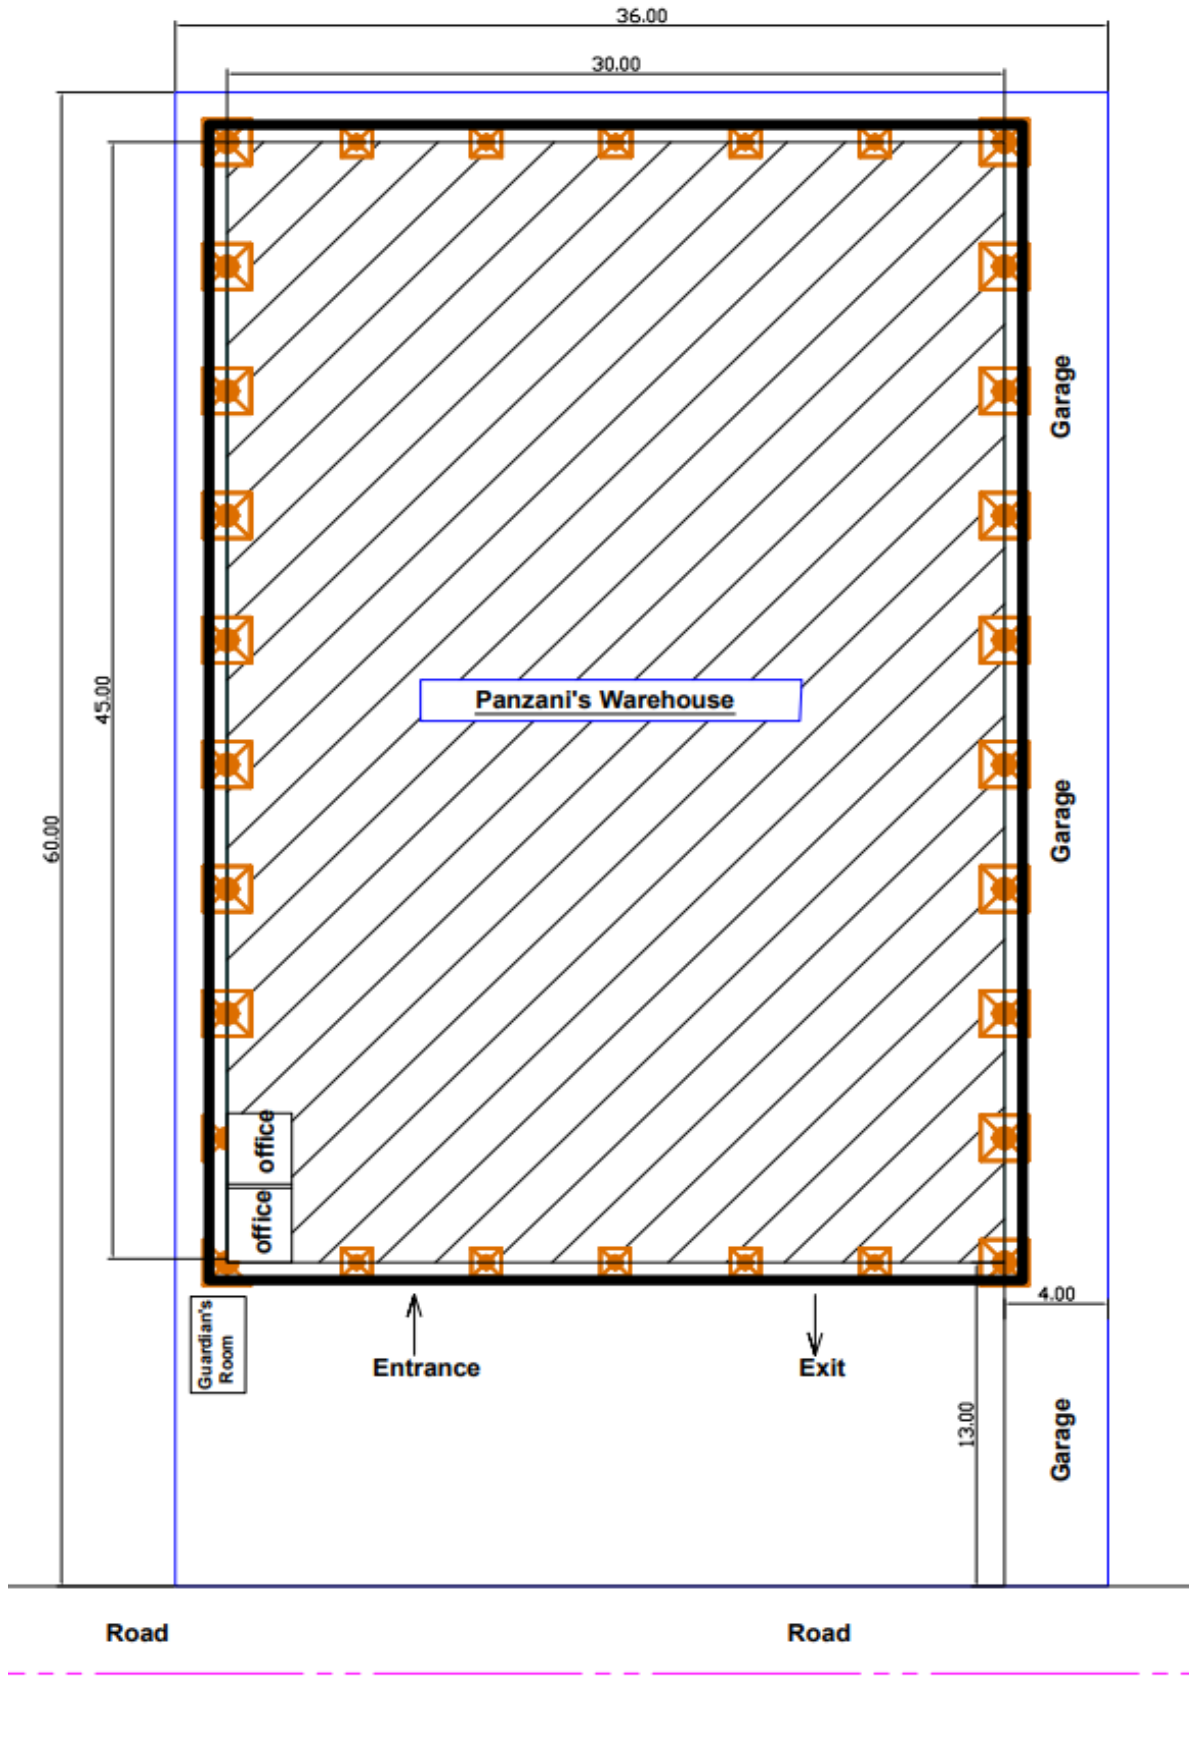 36.00
30.00
Garage
Panzani's Warehouse
45.00
Garage
60.00
office
office
4.00
Guardian's
Room
Entrance
Exit
13.00
Garage
Road
Road